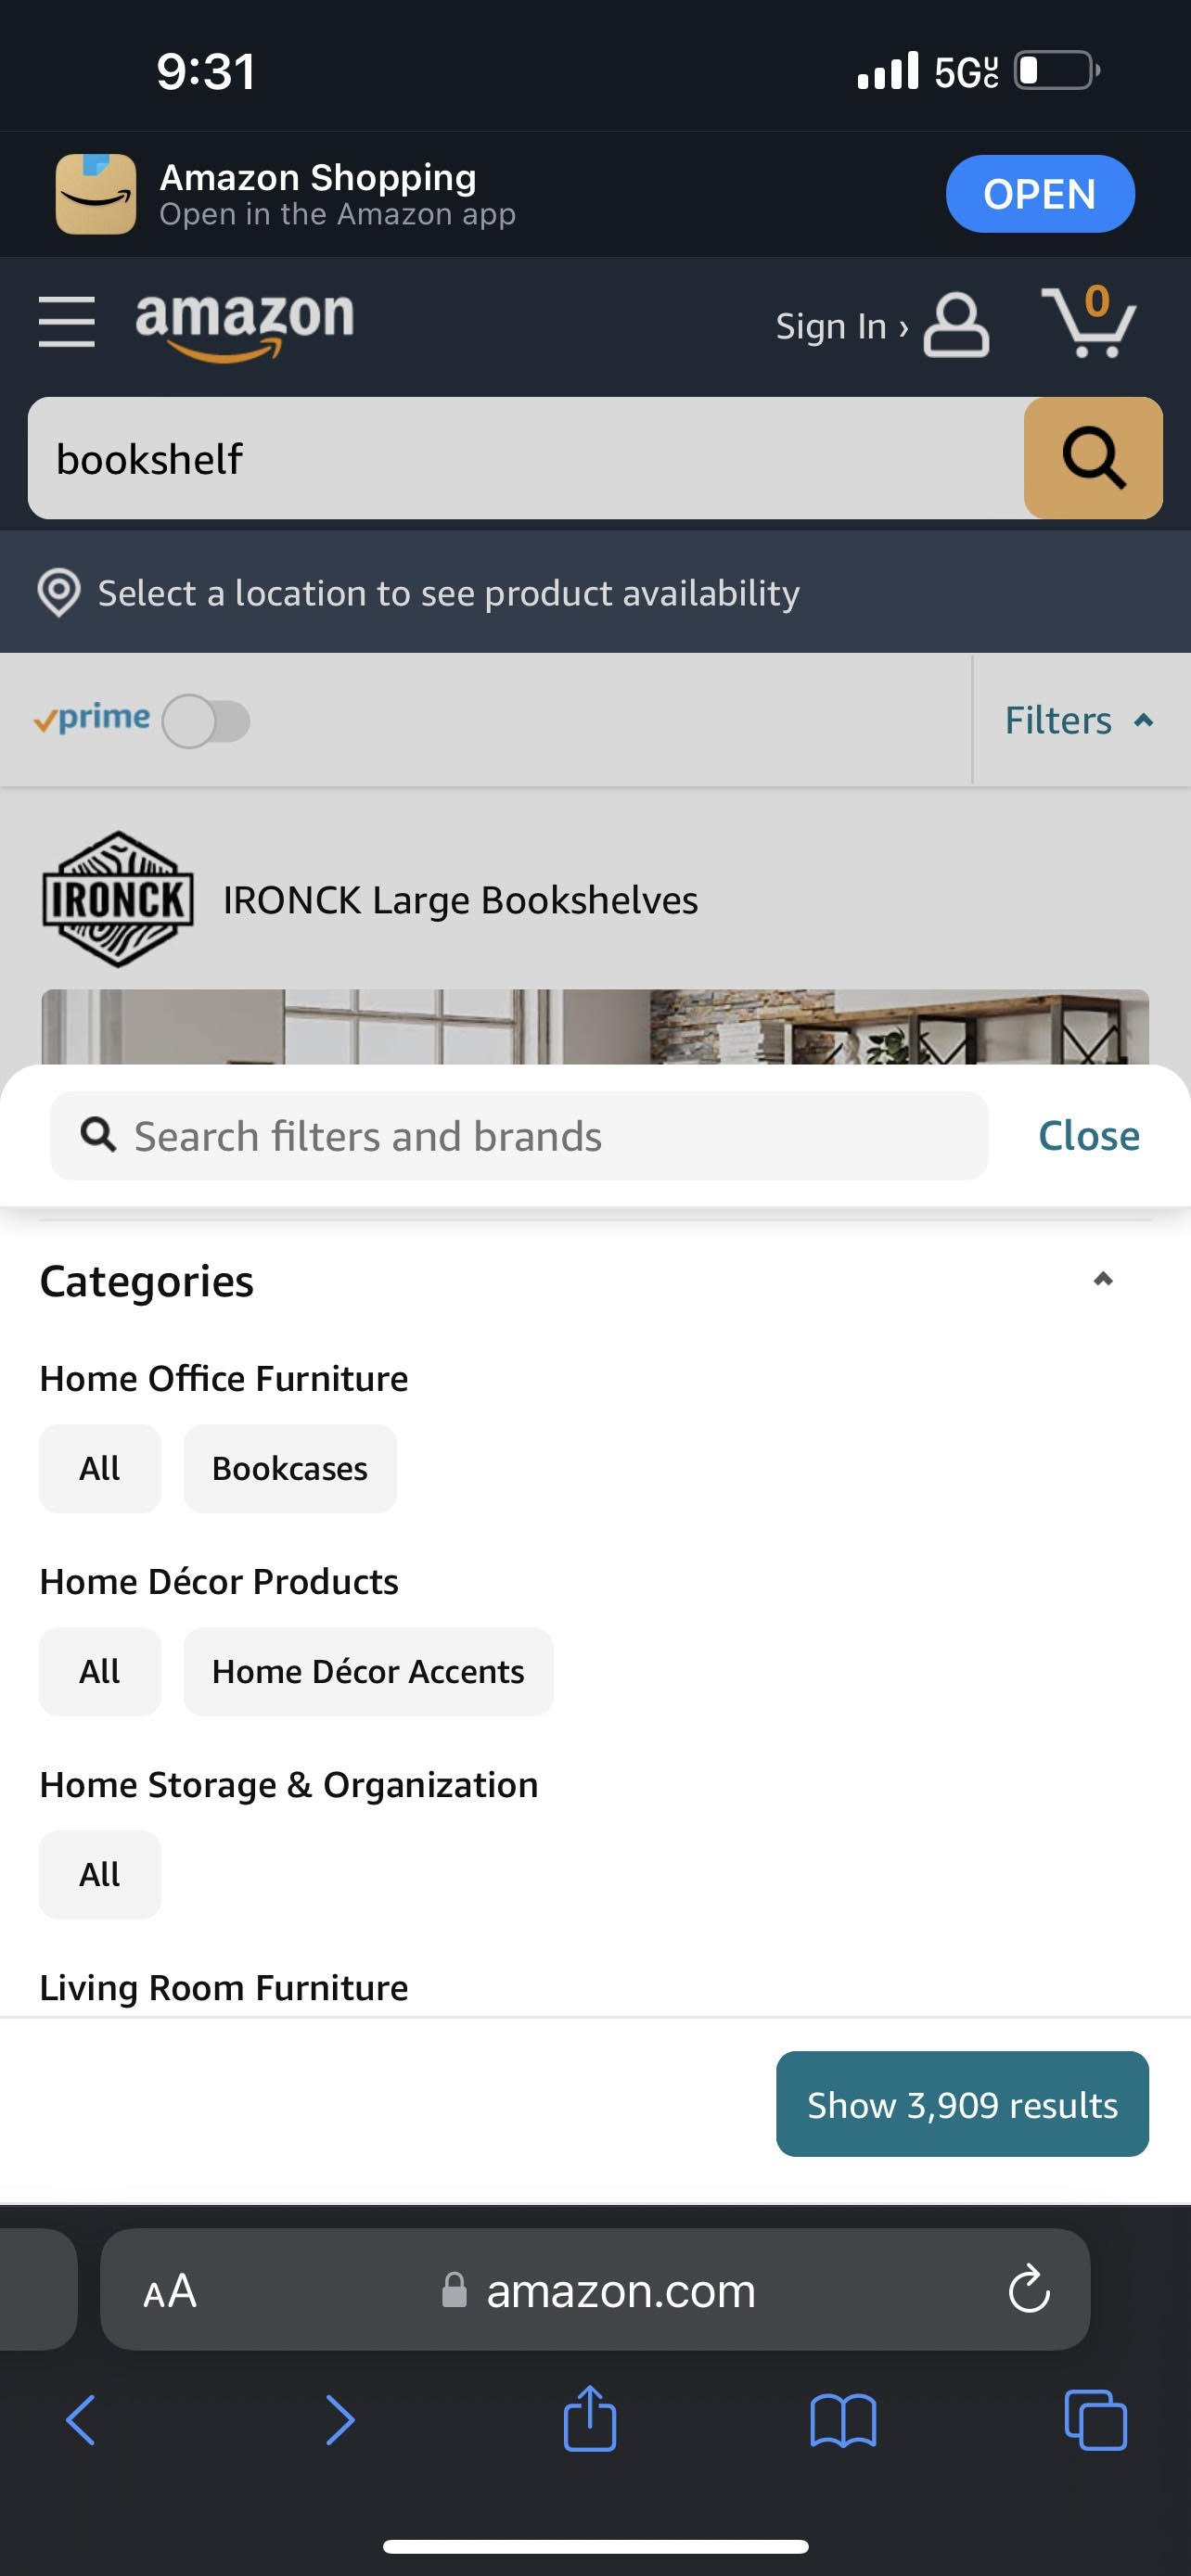 9:31
5GUC
Amazon Shopping
Open in the Amazon app
OPEN
amazon
Sign In ›
0
bookshelf
Select a location to see product availability
prime
Filters
IRONCK
IRONCK Large Bookshelves
Search filters and brands
Close
Categories
Home Office Furniture
All
Bookcases
Home Décor Products
All
Home Décor Accents
Home Storage & Organization
All
Living Room Furniture
Show 3,909 results
AA
amazon.com